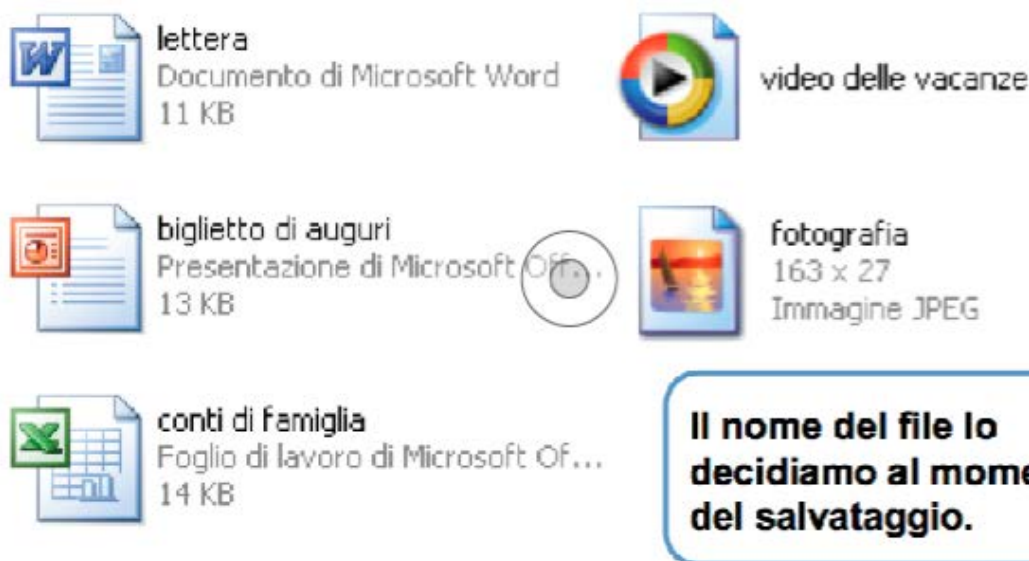 lettera
Documento di Microsoft Word
11 KB
video delle vacanze
biglietto di auguri
Presentazione di Microsoft Off...
13 KB
fotografia
163 x 27
Immagine JPEG
conti di famiglia
Foglio di lavoro di Microsoft Of...
14 KB
Il nome del file lo
decidiamo al mome
del salvataggio.